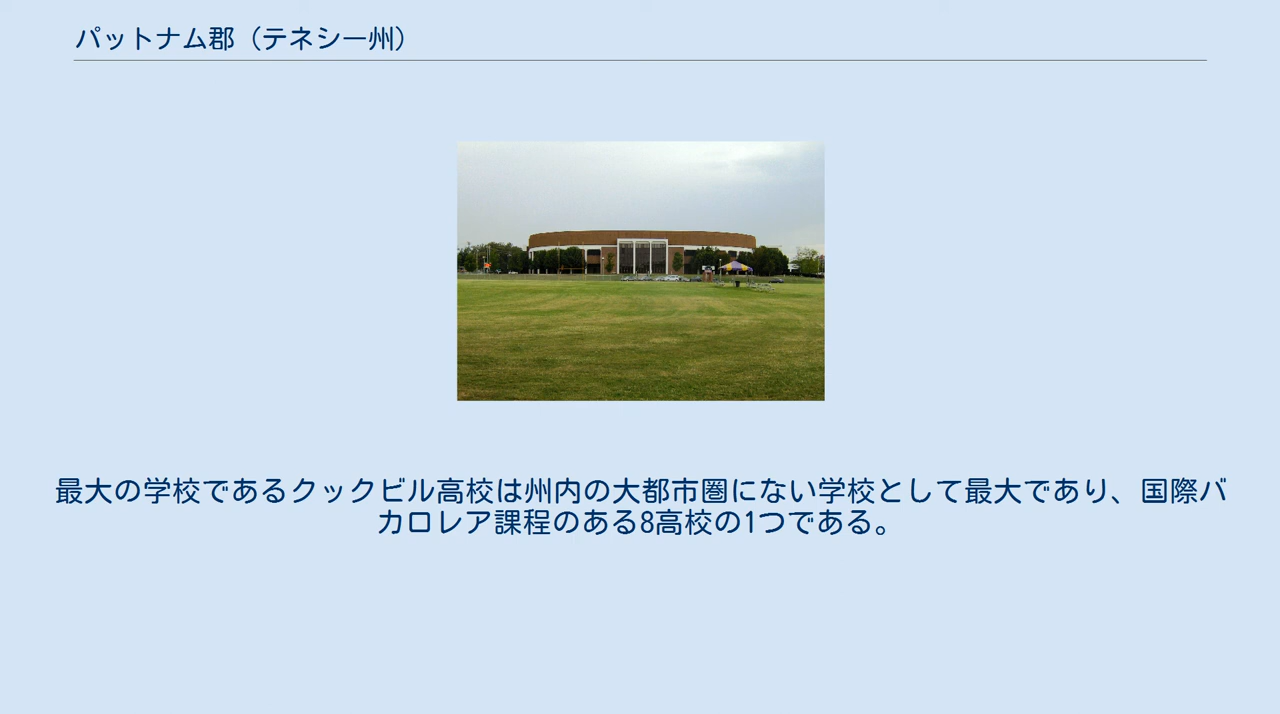 パットナム郡（テネシー州）
最大の学校であるクックビル高校は州内の大都市圏にない学校として最大であり、国際バ
カロレア課程のある8高校の1つである。